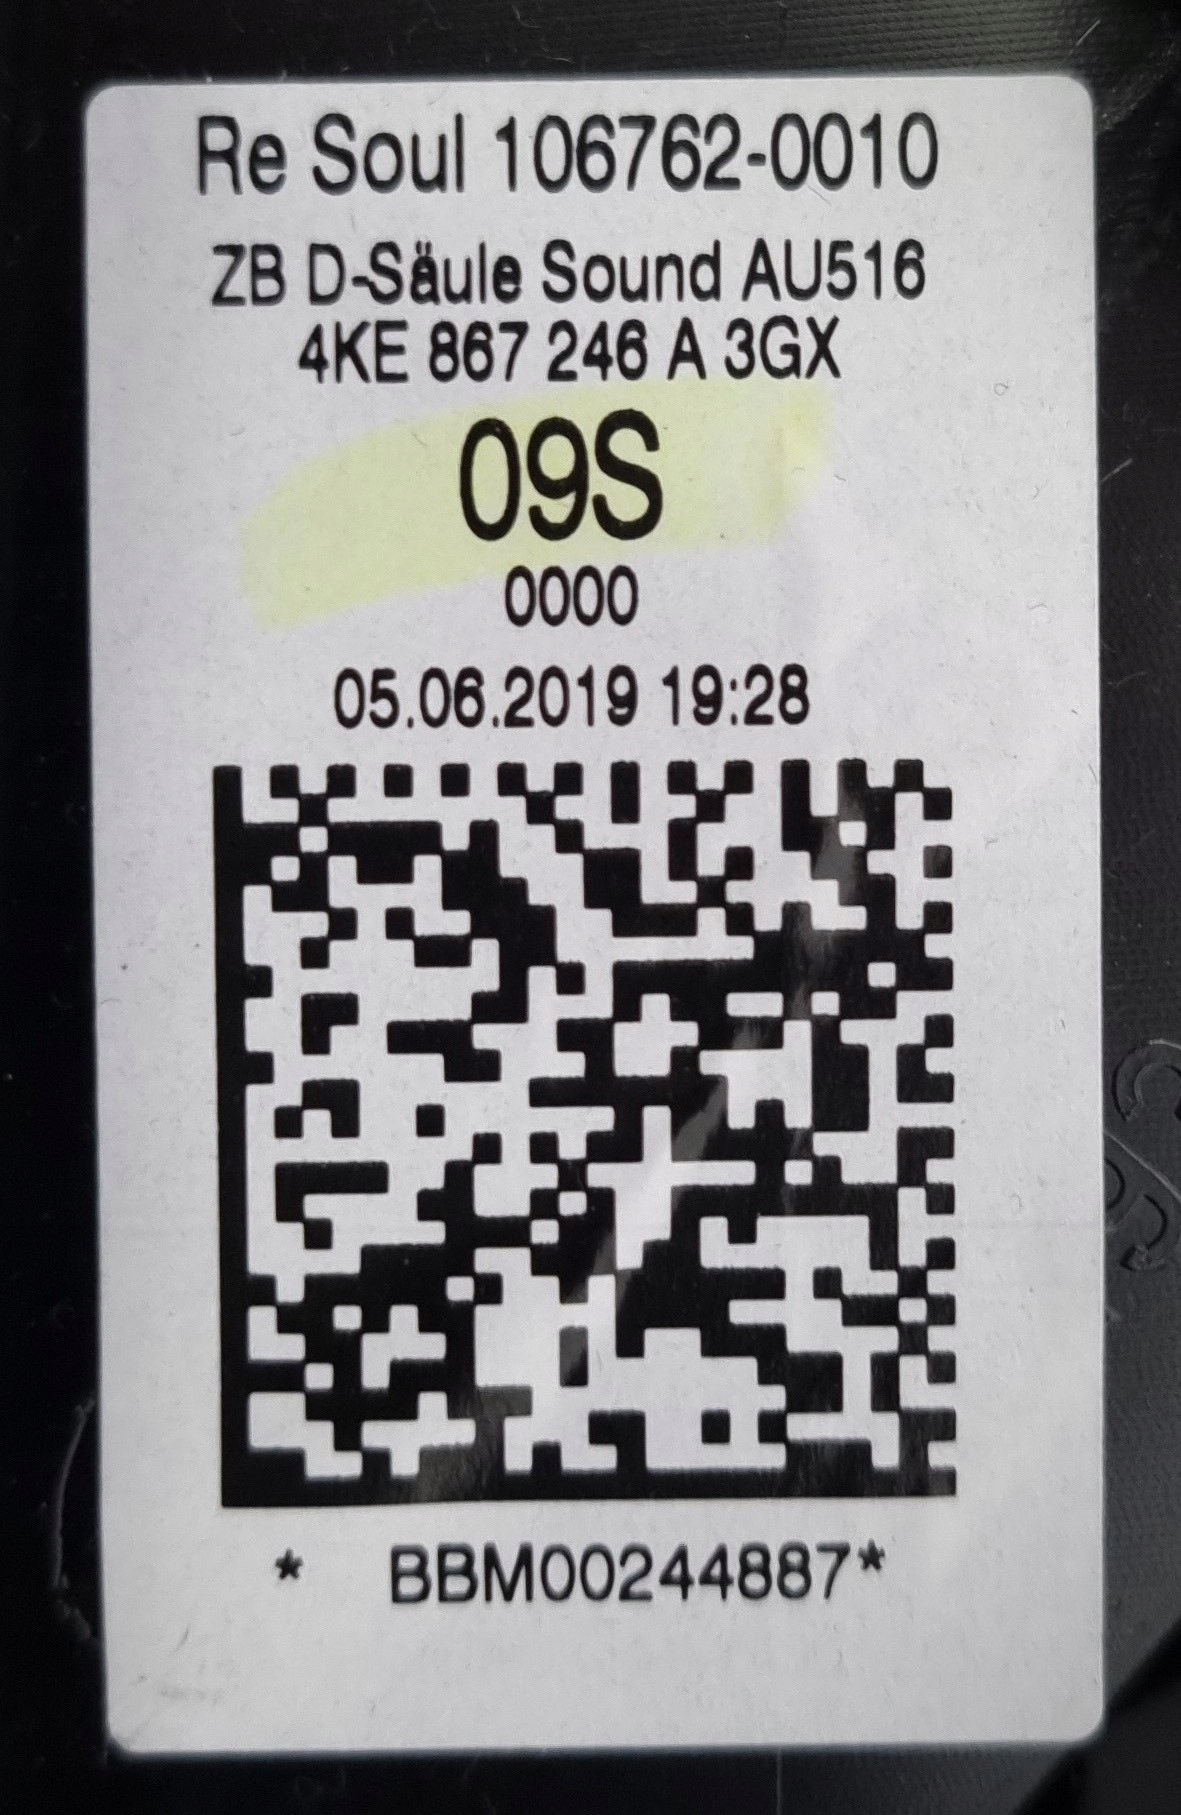 Re Soul 106762-0010
ZB D-Säule Sound AU516
4KE 867 246 A 3GX
09S
0000
05.06.2019 19:28
* BBM00244887*